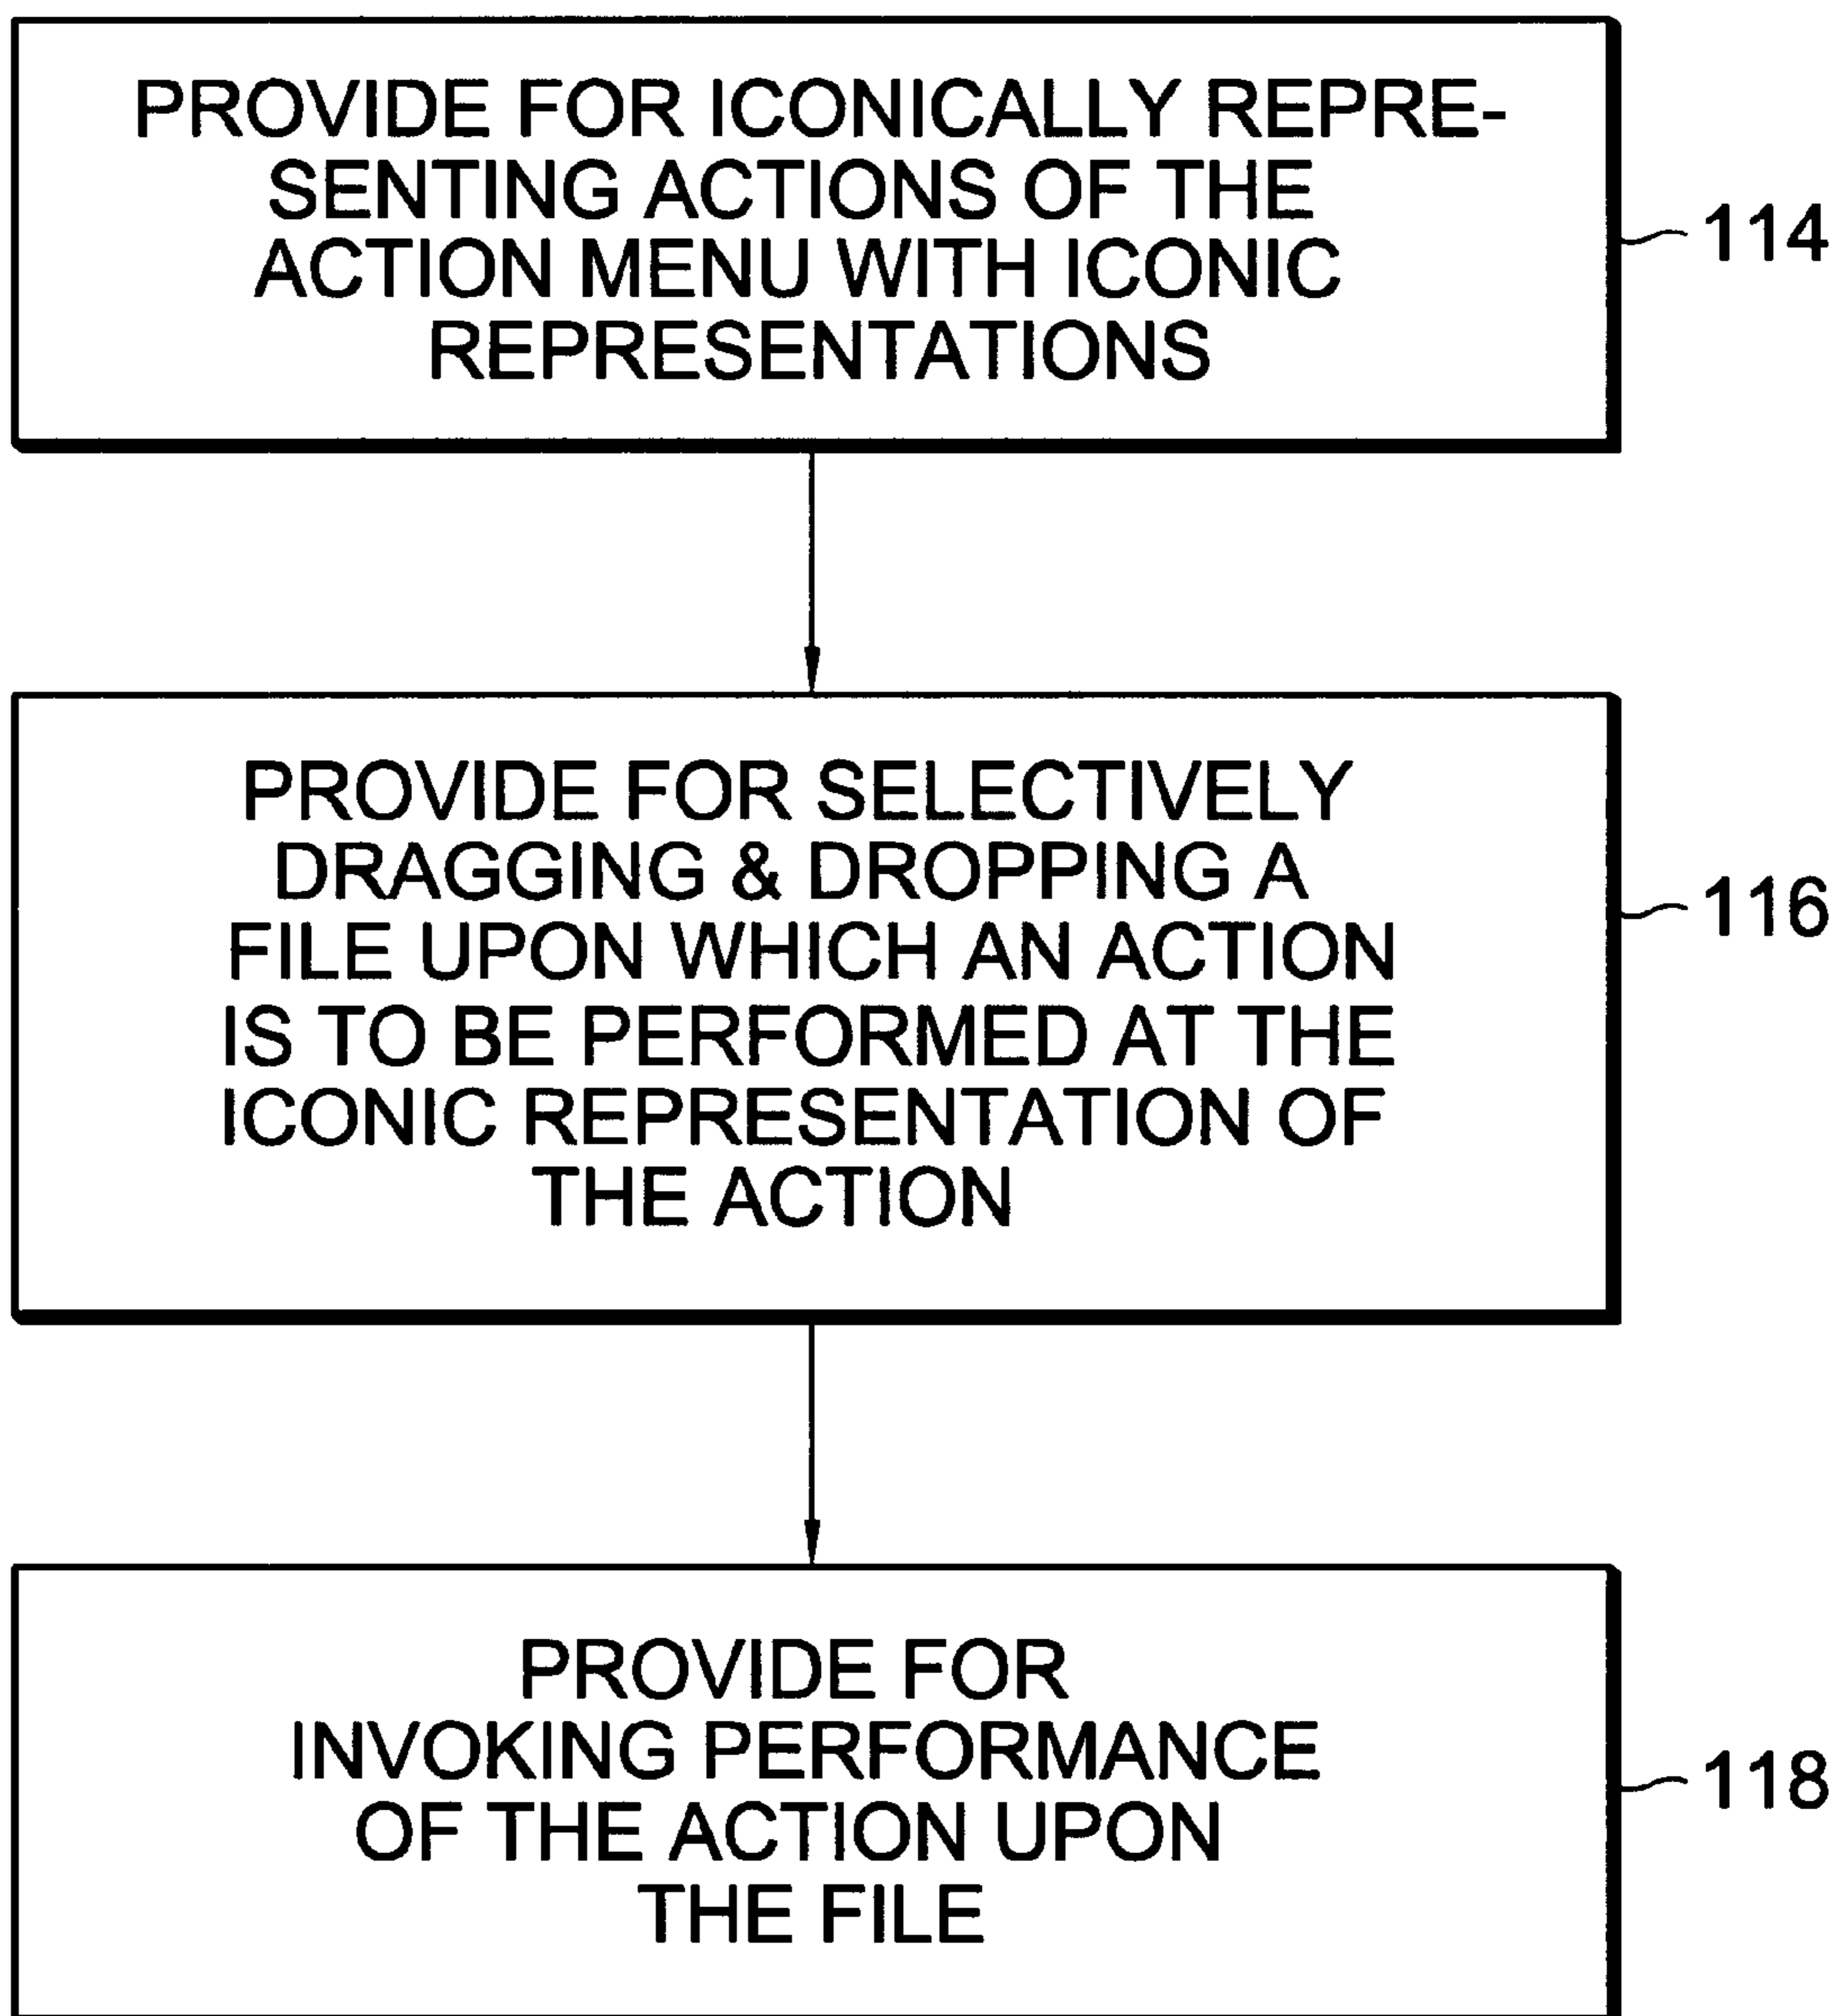 PROVIDE FOR ICONICALLY REPRE-
SENTING ACTIONS OF THE
ACTION MENU WITH ICONIC
REPRESENTATIONS
114
PROVIDE FOR SELECTIVELY
DRAGGING & DROPPING A
FILE UPON WHICH AN ACTION
IS TO BE PERFORMED AT THE
ICONIC REPRESENTATION OF
THE ACTION
116
PROVIDE FOR
INVOKING PERFORMANCE
OF THE ACTION UPON
THE FILE
118